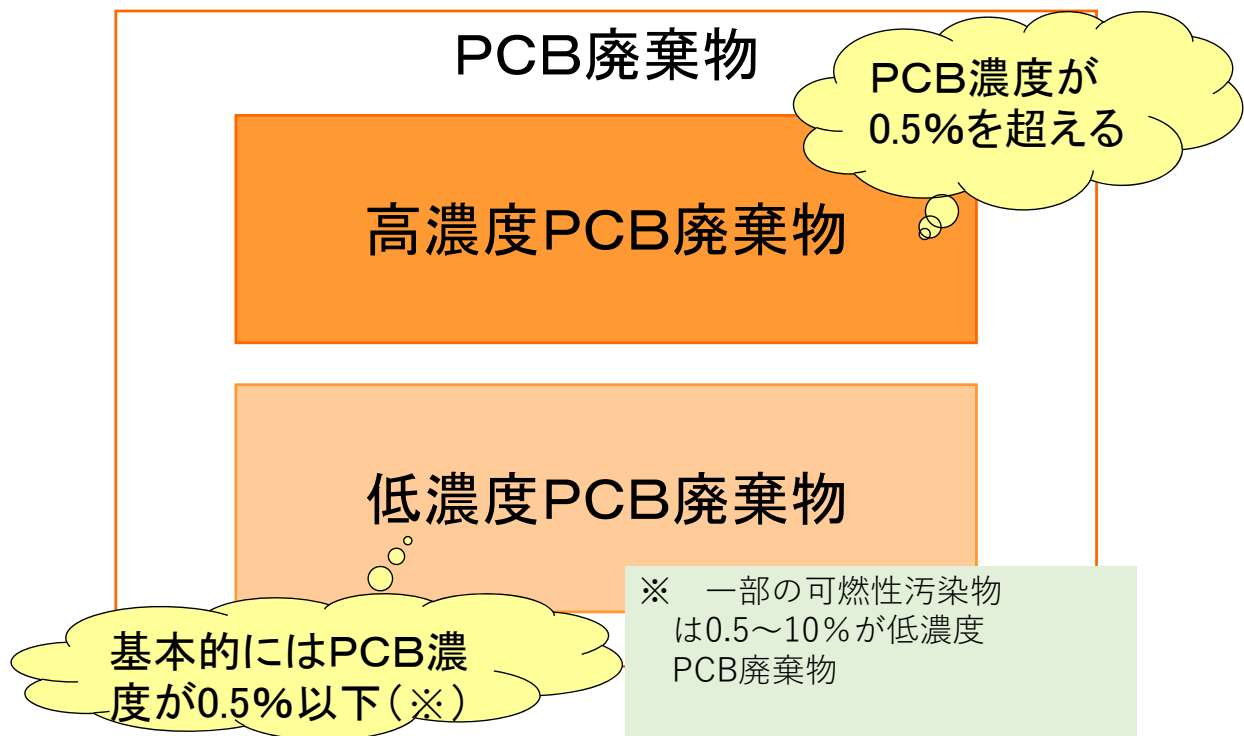 PCB廃棄物
PCB濃度が
0.5%を超える
高濃度PCB廃棄物
低濃度PCB廃棄物
基本的にはPCB濃
度が0.5%以下(※)
※　一部の可燃性汚染物
は0.5~10%が低濃度
PCB廃棄物